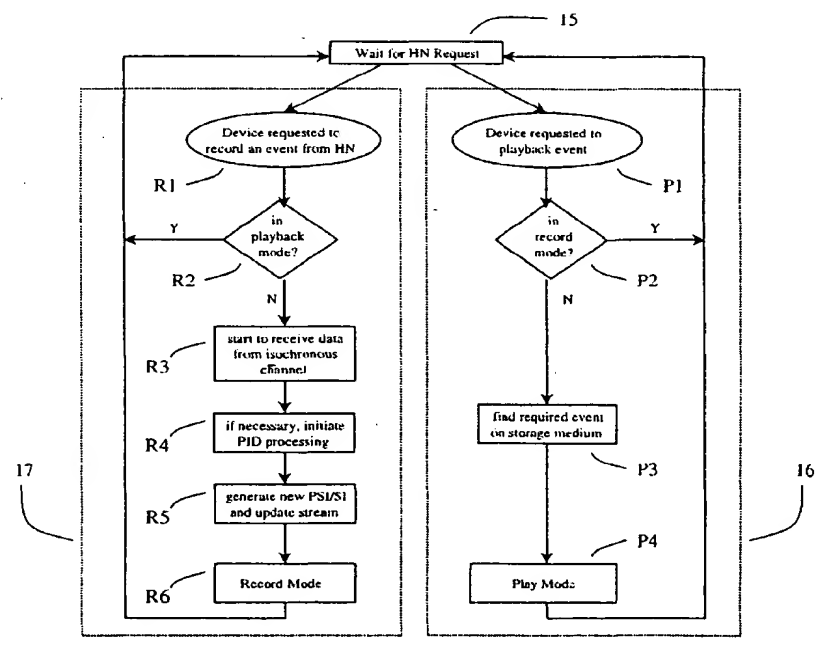 15
Wait for HN Request
Device requested to
record an event from HN
R1
Device requested to
playback event
P1
in
playback
mode?
Y
R2
N
in
record
mode?
Y
P2
N
start to receive data
from isochronous
channel
R3
if necessary, initiate
PID processing
R4
find required event
on storage medium
P3
17
16
generate new PSI/SI
and update stream
R5
P4
Record Mode
R6
Play Mode